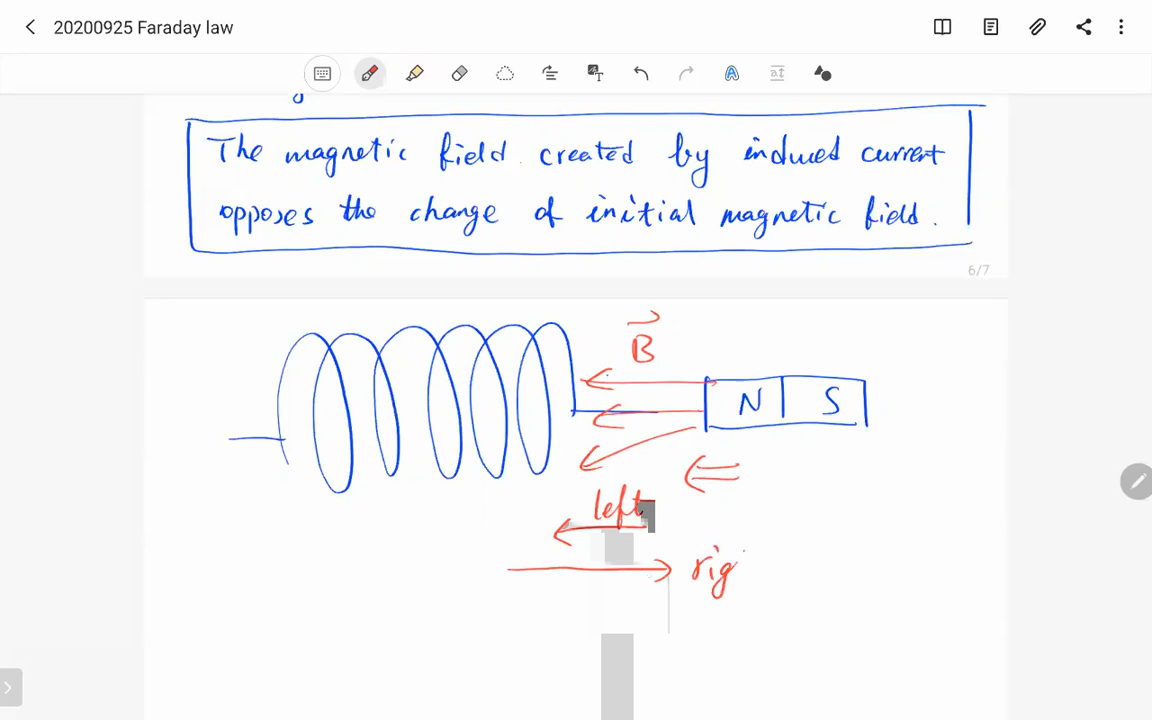 20200925 Faraday law
The magnetic field created by induced current
opposes the change of initial magnetic field.
6/7
B
N S
left
rig